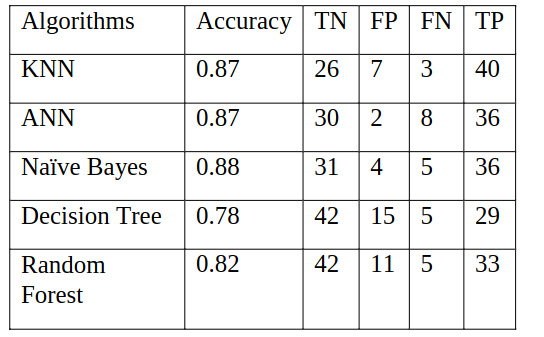 Algorithms Accuracy TN FP FN TP
KNN 0.87 26 7 3 40
ANN 0.87 30 2 8 36
Naïve Bayes 0.88 31 4 5 36
Decision Tree 0.78 42 15 5 29
Random 0.82 42 11 5 33
Forest